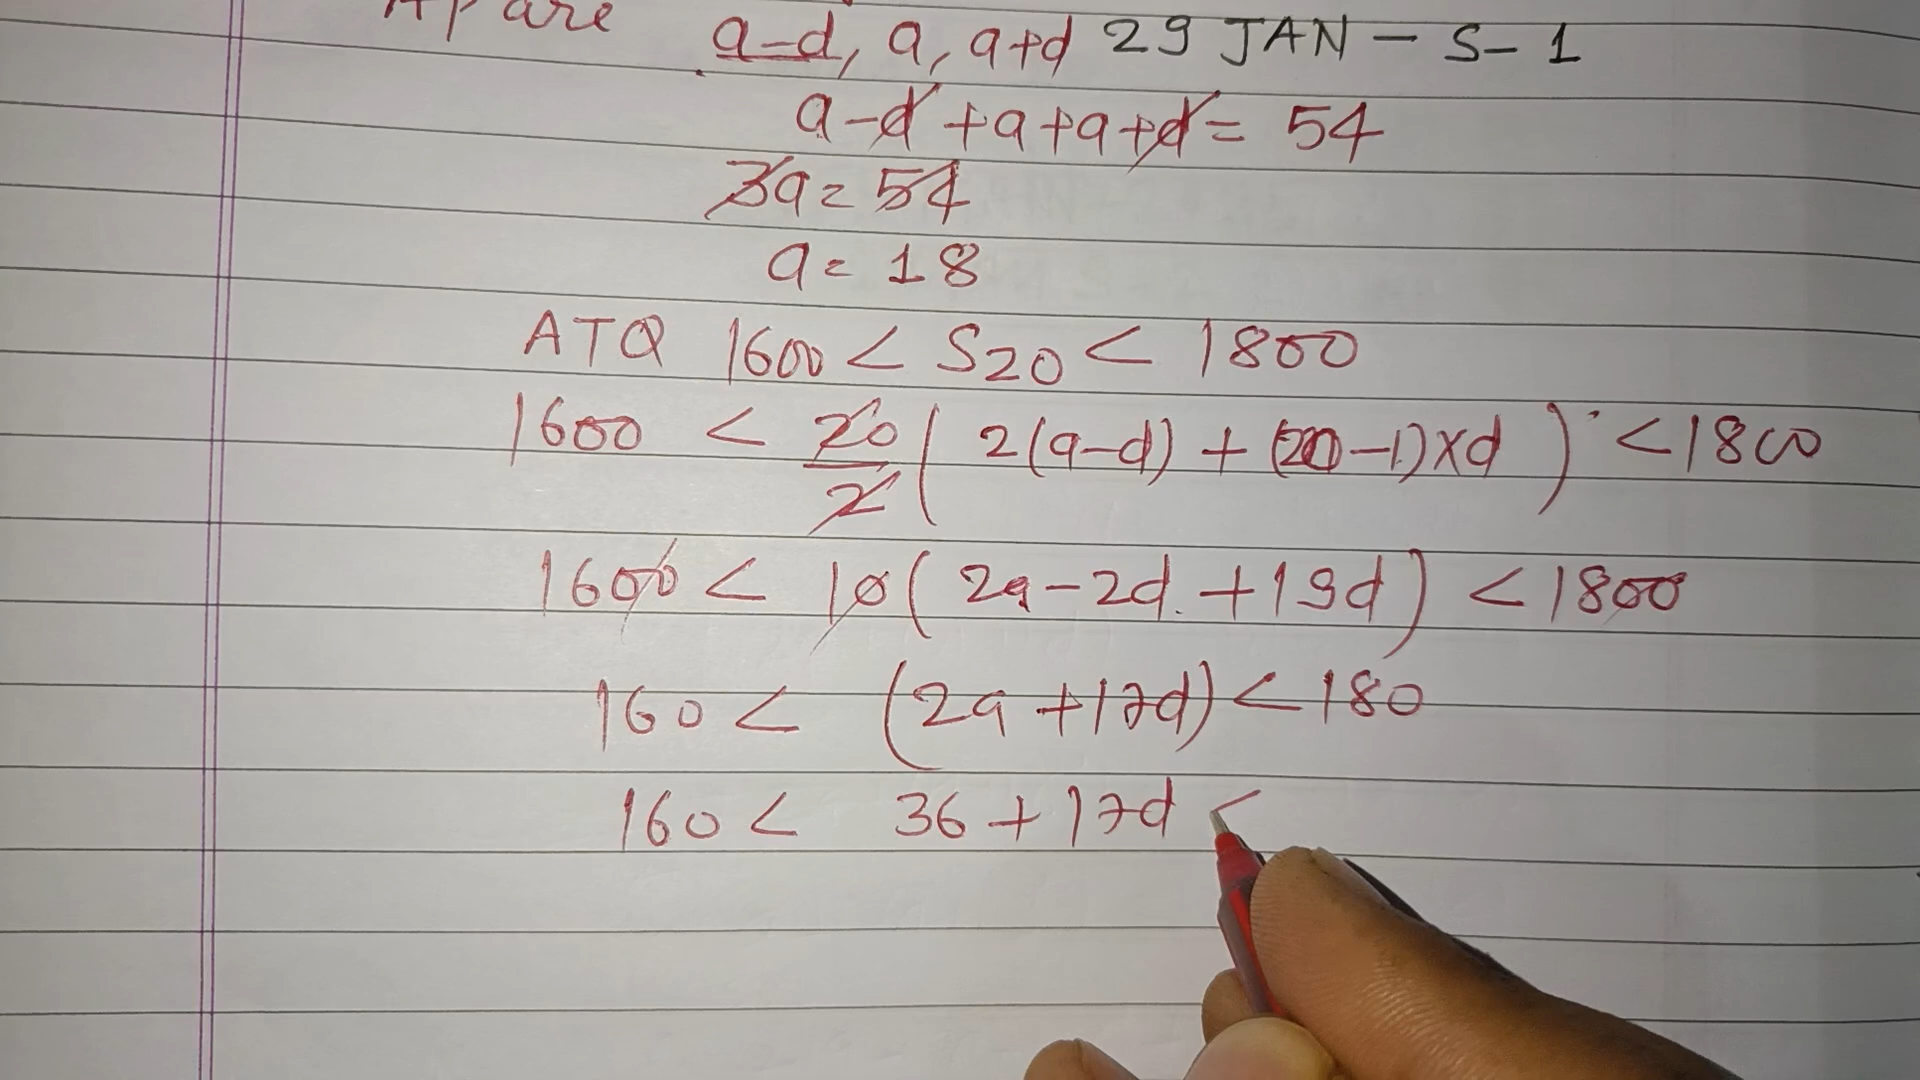 AP are a-d, a, a+d 29 JAN - S-1
a-d+a+a+d = 54
3a = 54
a = 18
ATQ 1600 < S20 < 1800
1600 < 20/2 ( 2(a-d) + (20-1)×d ) < 1800
1600 < 10( 2a-2d.+19d ) < 1800
160 < (2a+17d) < 180
160 < 36+17d <